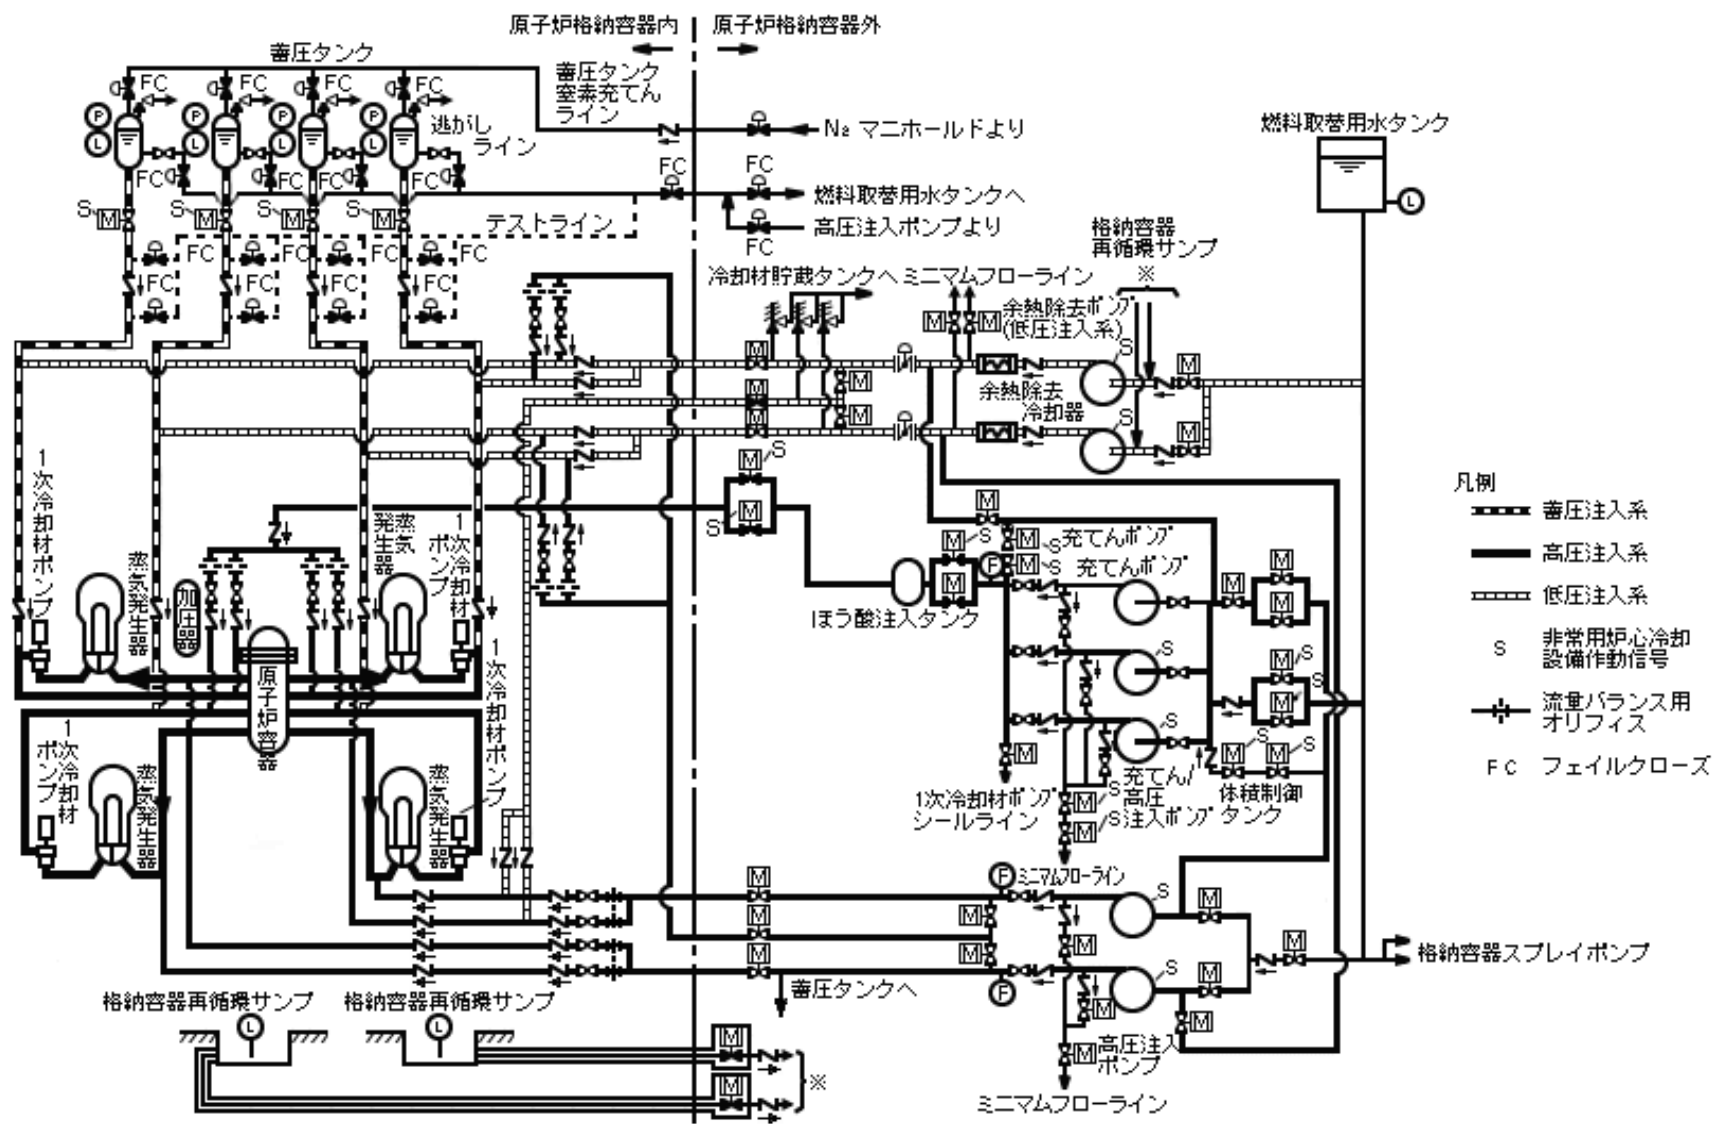 原子炉格納容器内
原子炉格納容器外
蓄圧タンク
蓄圧タンク
窒素充てん
ライン
FC
FC
FC
FC
P
L
P
L
P
L
P
L
逃がし
ライン
N₂ マニホールドより
燃料取替用水タンク
L
FC
FC
FC
FC
FC
FC
燃料取替用水タンクへ
高圧注入ポンプより
FC
S
M
S
M
S
M
S
M
テストライン
FC
FC
FC
FC
FC
FC
FC
FC
格納容器
再循環サンプ
※
冷却材貯蔵タンクへ
ミニマムフローライン
余熱除去ポンプ
(低圧注入系)
M
M
S
M
M
M
M
余熱除去
冷却器
M
M
S
M
M
S
M
S
1次冷却材ポンプ
蒸気発生器
加圧器
蒸気発生器
1次冷却材ポンプ
原子炉容器
1次冷却材ポンプ
M
M
S
充てんポンプ
M
S
充てんポンプ
M
S
M
F
ほう酸注入タンク
M
M
M
S
S
M
S
M
S
S
M
M
S
M
S
充てん/
高圧
注入ポンプ
体積制御
タンク
1次冷却材ポンプ
シールライン
M
S
M
S
1次冷却材ポンプ
蒸気発生器
蒸気発生器
凡例
蓄圧注入系
高圧注入系
低圧注入系
S
非常用炉心冷却
設備作動信号
流量バランス用
オリフィス
FC
フェイルクローズ
F
ミニマムフローライン
S
M
M
M
M
M
M
M
M
M
格納容器スプレイポンプ
S
M
F
蓄圧タンクへ
M
M
M
高圧注入
ポンプ
ミニマムフローライン
格納容器再循環サンプ
格納容器再循環サンプ
L
L
M
M
※